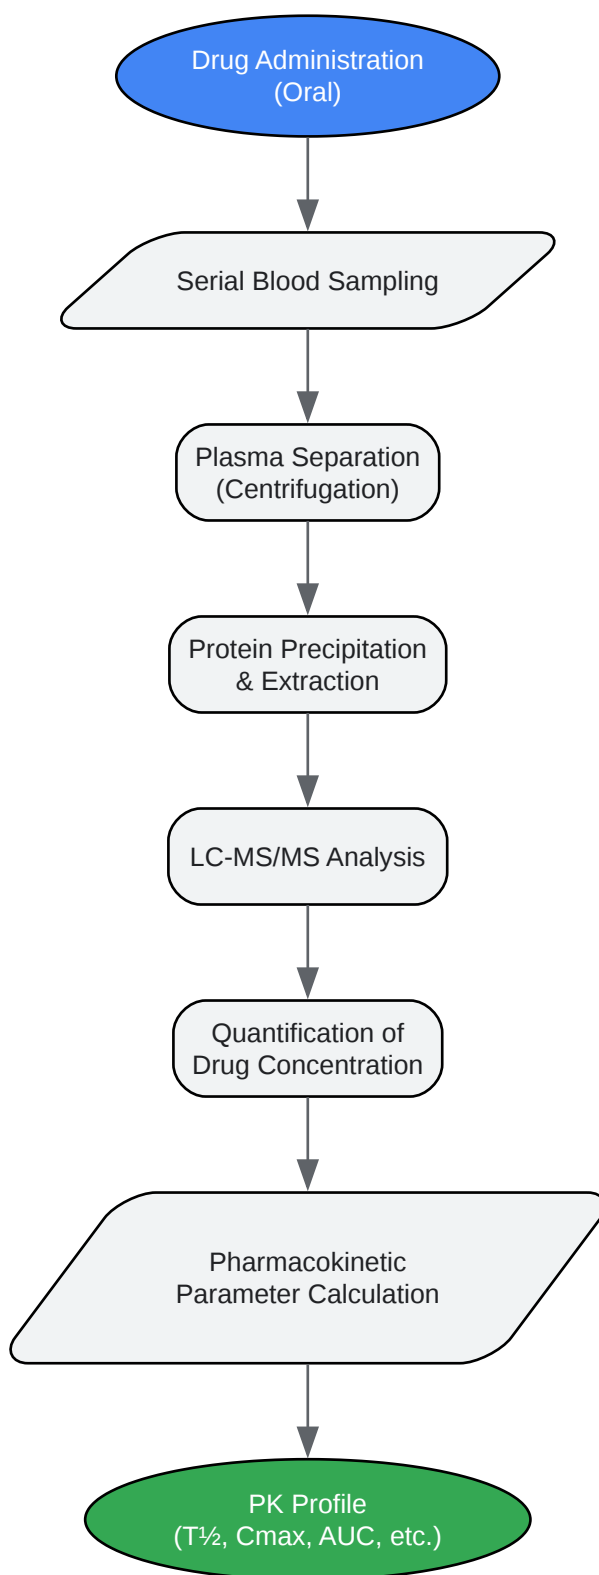 Drug Administration
(Oral)
Serial Blood Sampling
Plasma Separation
(Centrifugation)
Protein Precipitation
& Extraction
LC-MS/MS Analysis
Quantification of
Drug Concentration
Pharmacokinetic
Parameter Calculation
PK Profile
(T½, Cmax, AUC, etc.)